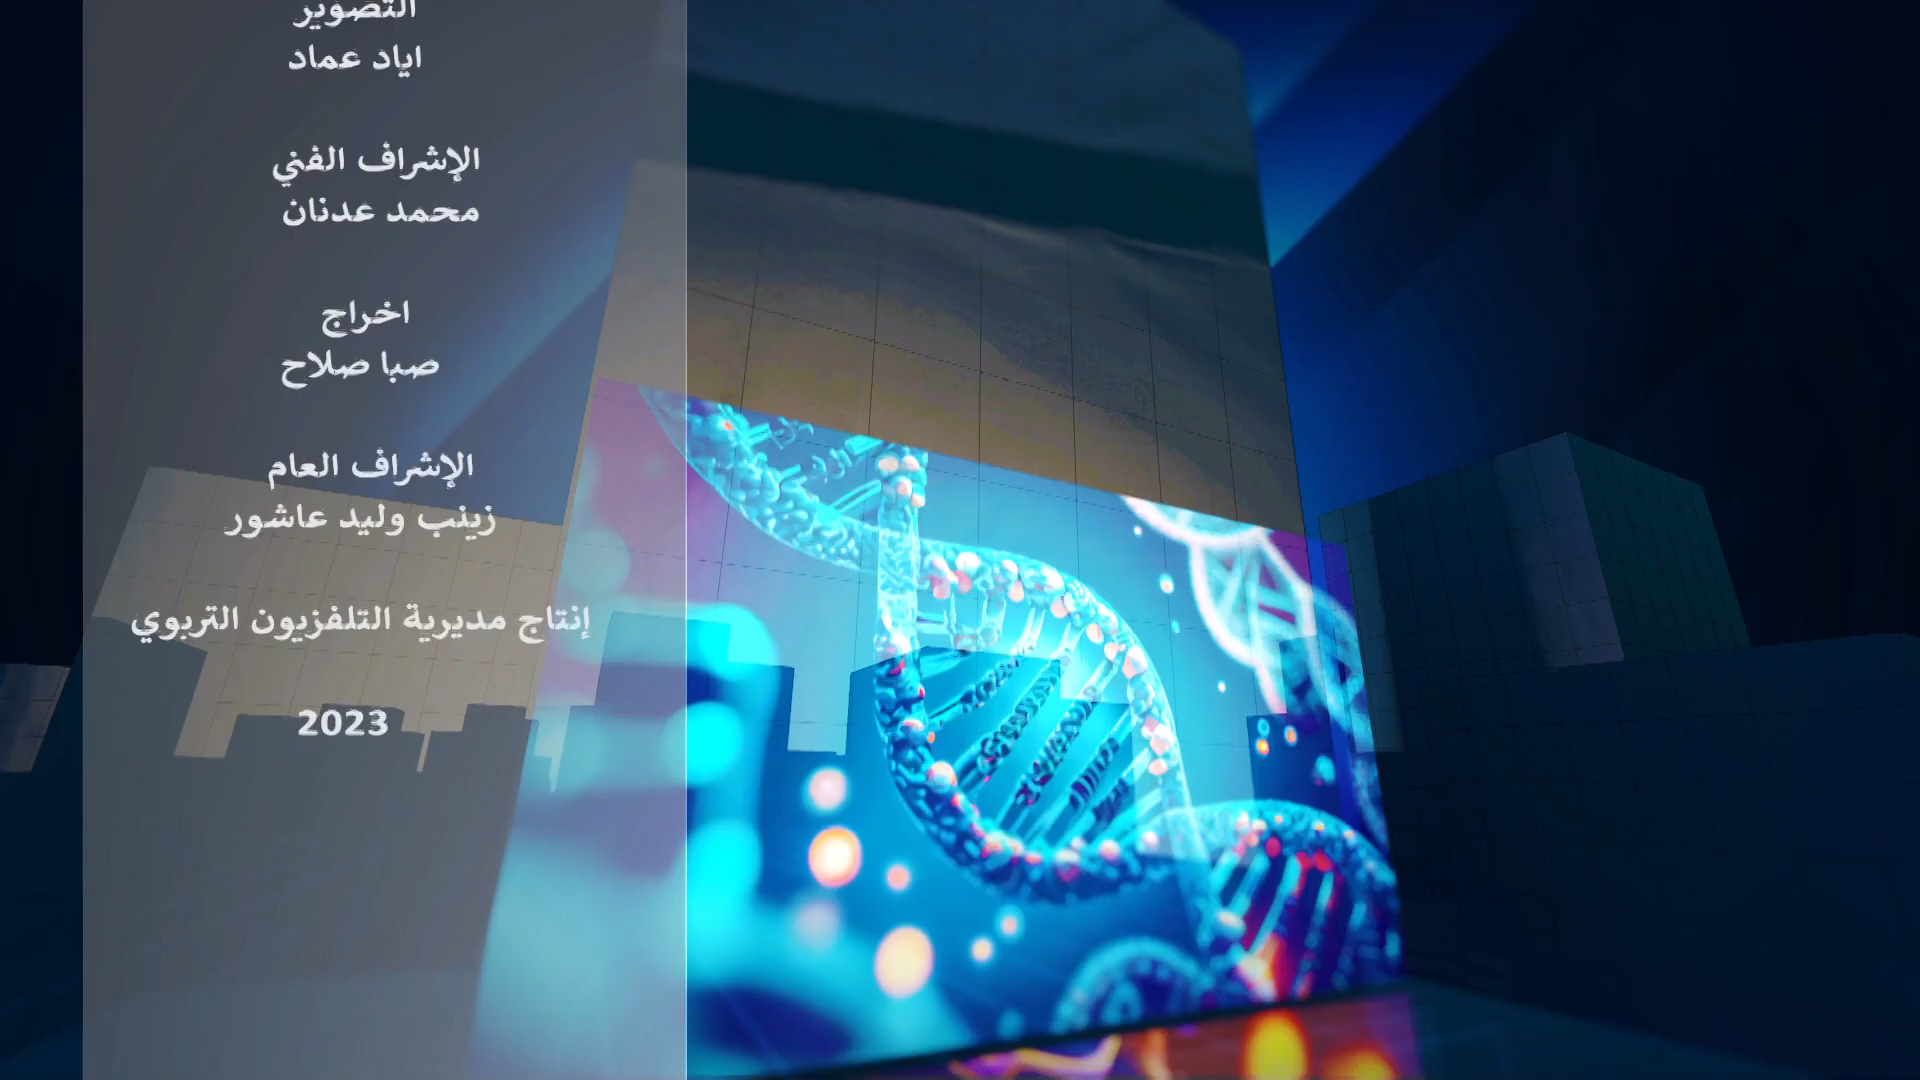 التصوير
اياد عماد
الإشراف الفني
محمد عدنان
اخراج
صبا صلاح
الإشراف العام
زينب وليد عاشور
إنتاج مديرية التلفزيون التربوي
2023